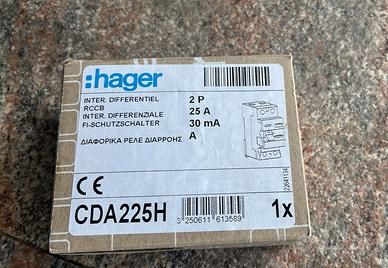 :hager
INTER. DIFFERENTIEL 2 P
RCCB 25 A
INTER. DIFFERENZIALE 30 mA
FI-SCHUTZSCHALTER A
ΔΙΑΦΟΡΙΚΑ ΡΕΛΕ ΔΙΑΡΡΟΗΣ
CE
CDA225H
3 250611 613589
1x